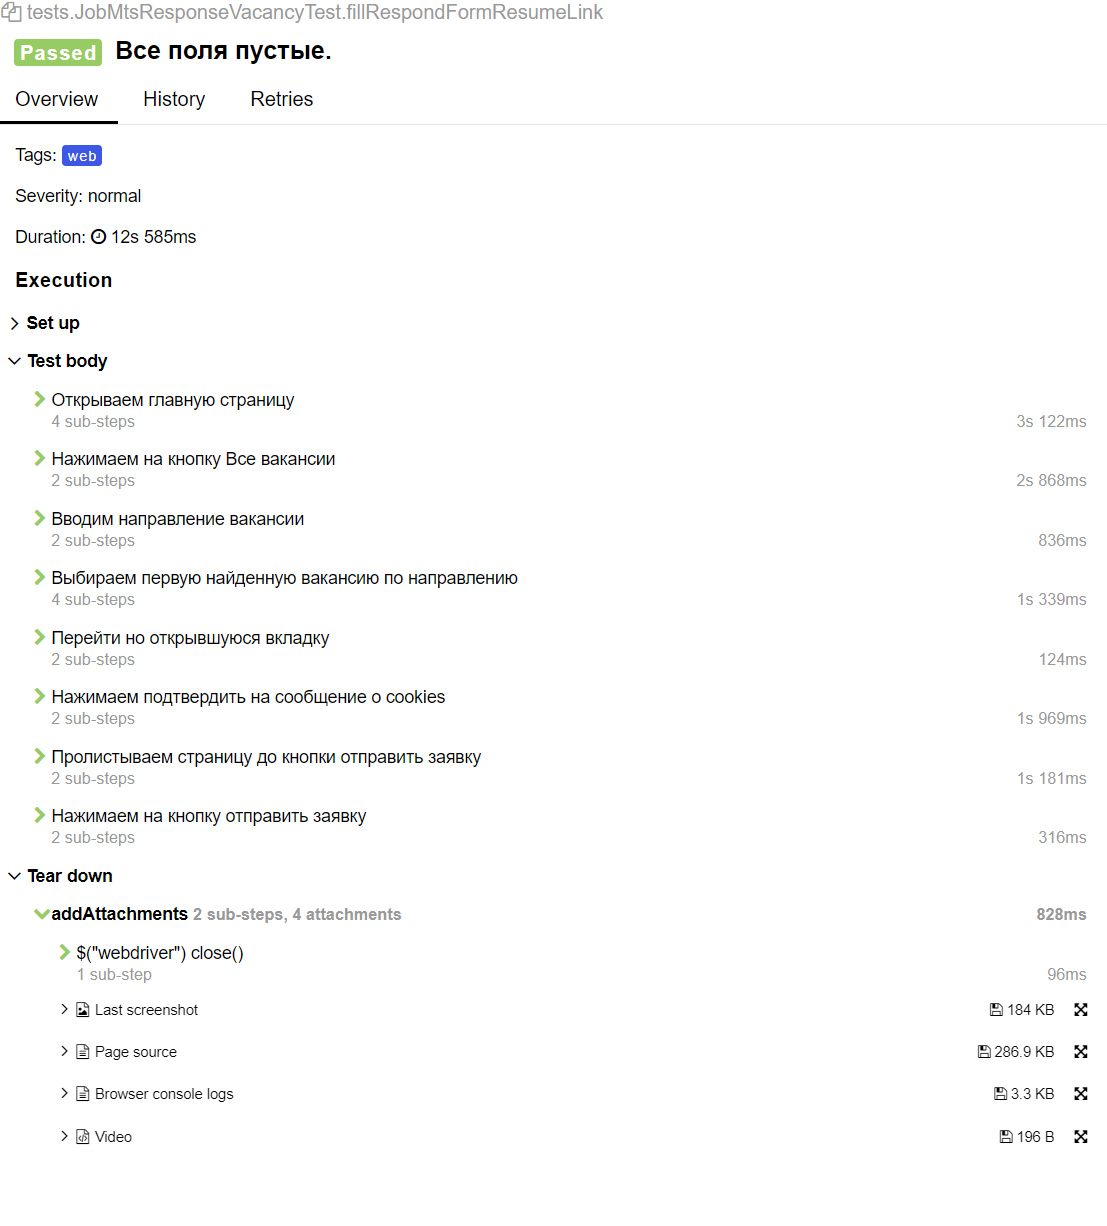 tests.JobMtsResponseVacancyTest.fillRespondFormResumeLink
Passed Все поля пустые.
Overview History Retries
Tags: web
Severity: normal
Duration: 12s 585ms
Execution
Set up
Test body
Открываем главную страницу
4 sub-steps 3s 122ms
Нажимаем на кнопку Все вакансии
2 sub-steps 2s 868ms
Вводим направление вакансии
2 sub-steps 836ms
Выбираем первую найденную вакансию по направлению
4 sub-steps 1s 339ms
Перейти но открывшуюся вкладку
2 sub-steps 124ms
Нажимаем подтвердить на сообщение о cookies
2 sub-steps 1s 969ms
Пролистываем страницу до кнопки отправить заявку
2 sub-steps 1s 181ms
Нажимаем на кнопку отправить заявку
2 sub-steps 316ms
Tear down
addAttachments 2 sub-steps, 4 attachments 828ms
$("webdriver") close()
1 sub-step 96ms
Last screenshot 184 KB
Page source 286.9 KB
Browser console logs 3.3 KB
Video 196 B